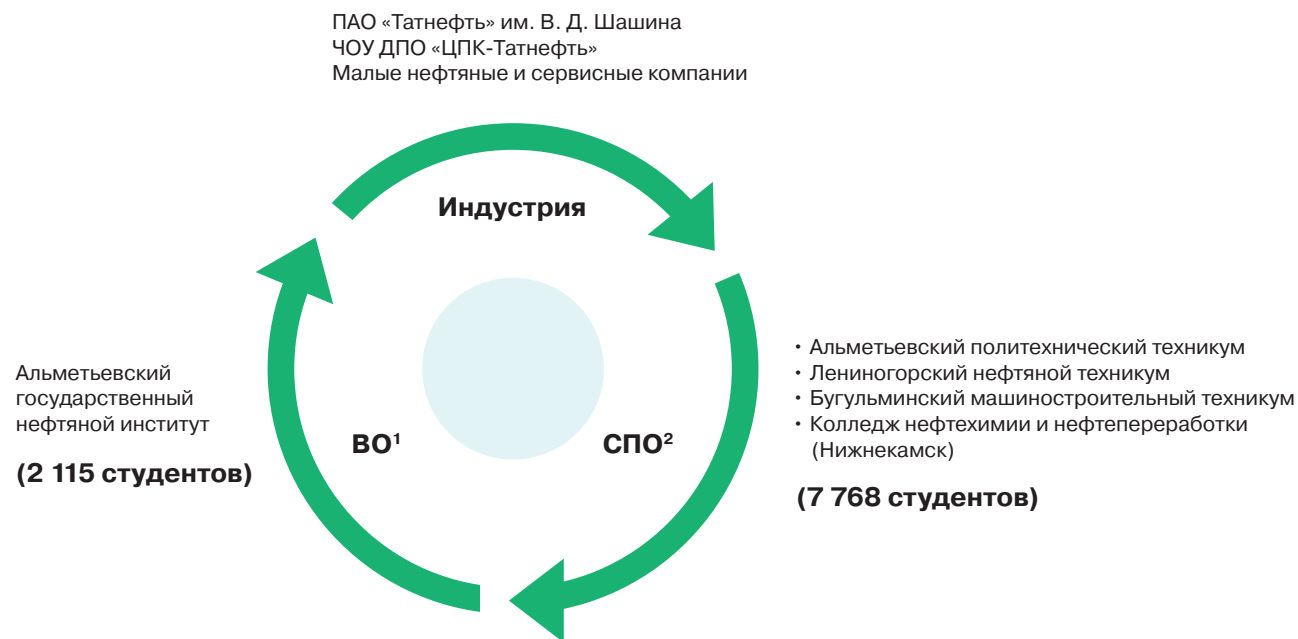 ПАО «Татнефть» им. В. Д. Шашина
ЧОУ ДПО «ЦПК-Татнефть»
Малые нефтяные и сервисные компании
Индустрия
Альметьевский
государственный
нефтяной институт
(2 115 студентов)
ВО¹
СПО²
• Альметьевский политехнический техникум
• Лениногорский нефтяной техникум
• Бугульминский машиностроительный техникум
• Колледж нефтехимии и нефтепереработки
(Нижнекамск)
(7 768 студентов)